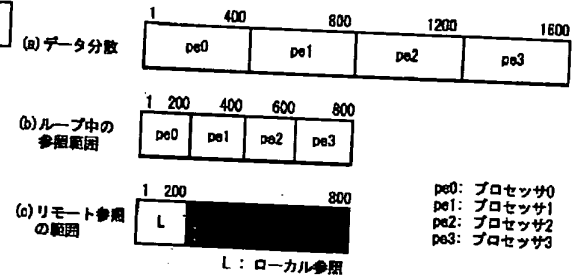 1 400 800 1200 1600
(a)データ分散 pe0 pe1 pe2 pe3
1 200 400 600 800
(b)ループ中の
参照範囲
pe0 pe1 pe2 pe3
1 200 800
(c)リモート参照
の範囲
L
L : ローカル参照
pe0: プロセッサ0
pe1: プロセッサ1
pe2: プロセッサ2
pe3: プロセッサ3